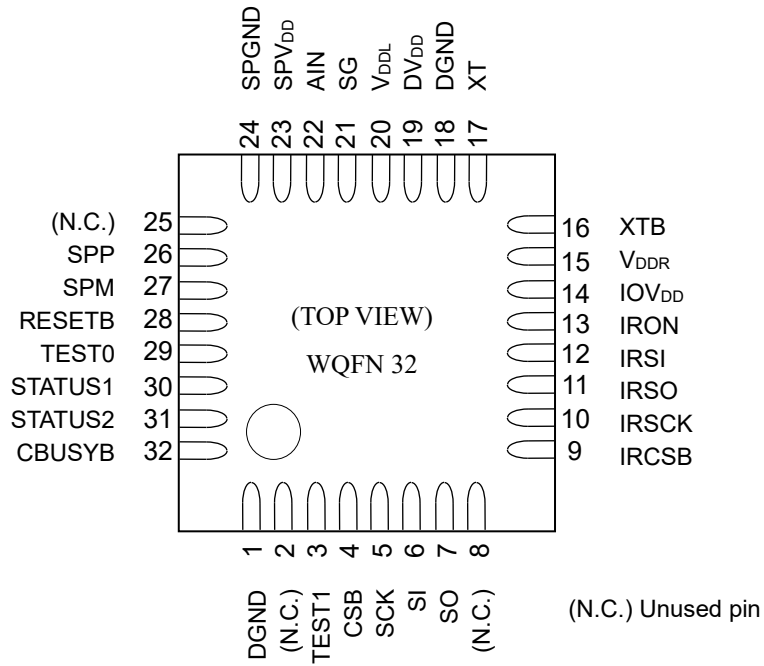 SPGND
SPVDD
AIN
SG
VDDL
DVDD
DGND
XT
24
23
22
21
20
19
18
17
(N.C.) 25
SPP 26
SPM 27
RESETB 28
TEST0 29
STATUS1 30
STATUS2 31
CBUSYB 32
(TOP VIEW)
WQFN 32
16 XTB
15 VDDR
14 IOVDD
13 IRON
12 IRSI
11 IRSO
10 IRSCK
9 IRCSB
1
2
3
4
5
6
7
8
DGND
(N.C.)
TEST1
CSB
SCK
SI
SO
(N.C.)
(N.C.) Unused pin